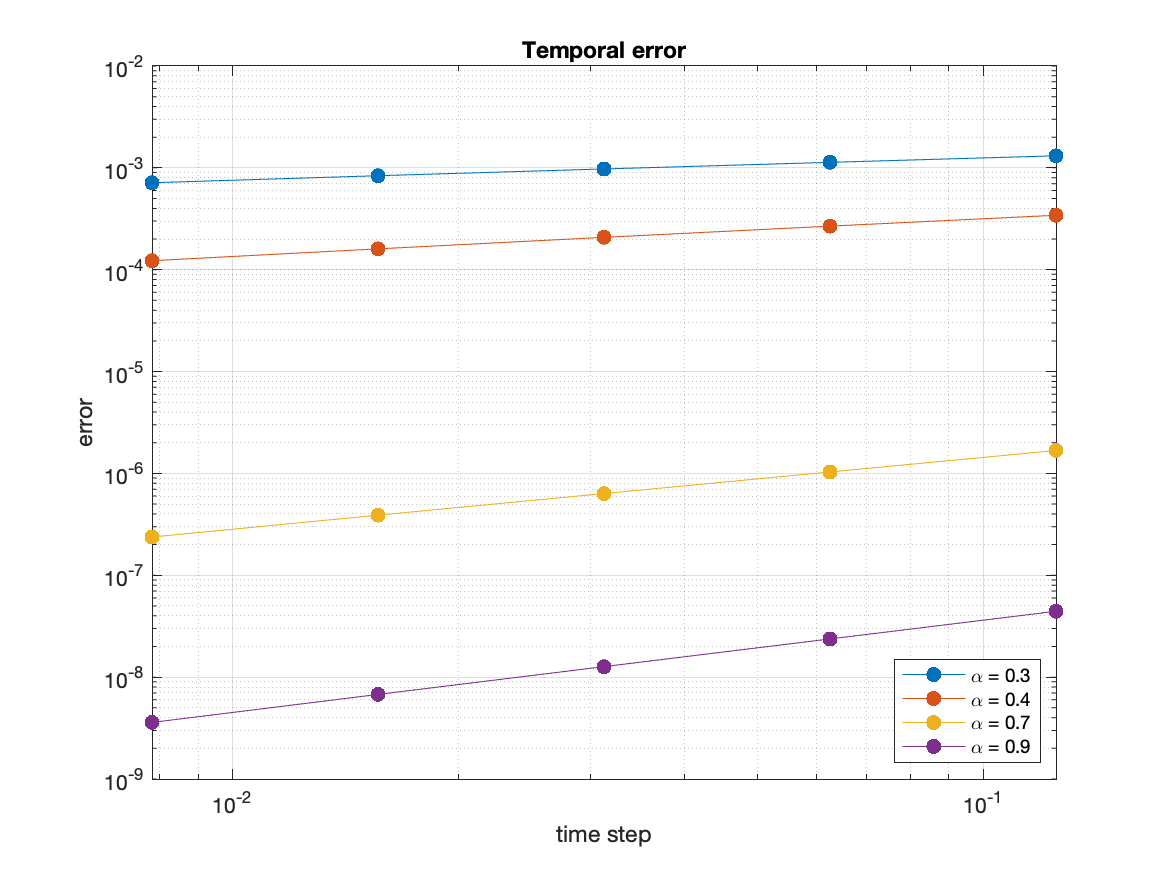 Temporal error
10^-2
10^-3
10^-4
10^-5
10^-6
10^-7
10^-8
10^-9
error
10^-2
10^-1
time step
α = 0.3
α = 0.4
α = 0.7
α = 0.9